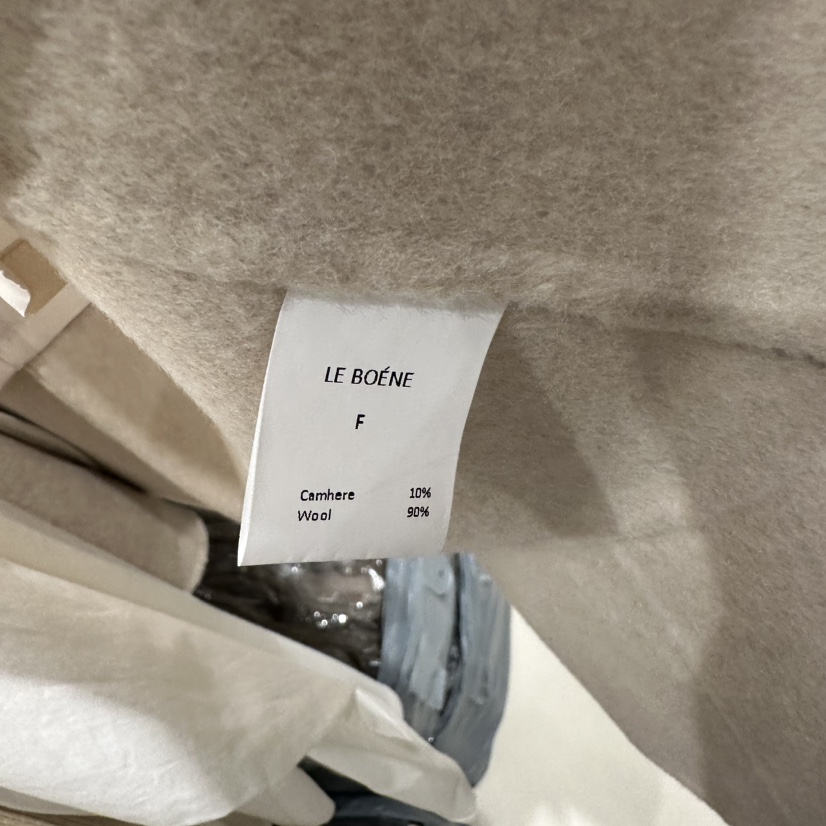 LE BOÉNE
F
Camhere 10%
Wool 90%